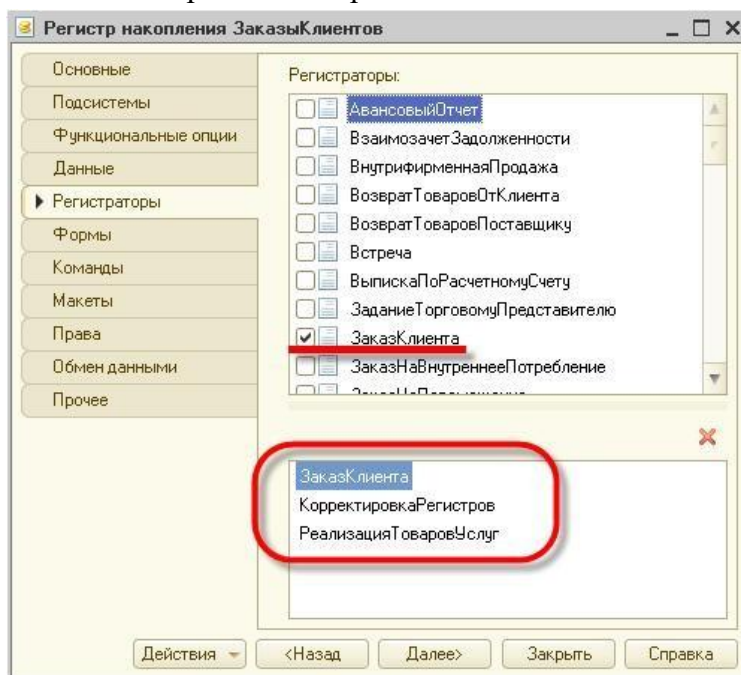 Регистр накопления ЗаказыКлиентов
Основные
Подсистемы
Функциональные опции
Данные
Регистраторы
Формы
Команды
Макеты
Права
Обмен данными
Прочее
Регистраторы:
АвансовыйОтчет
ВзаимозачетЗадолженности
ВнутрифирменнаяПродажа
ВозвратТоваровОтКлиента
ВозвратТоваровПоставщику
Встреча
ВыпискаПоРасчетномуСчету
ЗаданиеТорговомуПредставителю
ЗаказКлиента
ЗаказНаВнутреннееПотребление
ЗаказКлиента
КорректировкаРегистров
РеализацияТоваровУслуг
Действия
<Назад
Далее>
Закрыть
Справка